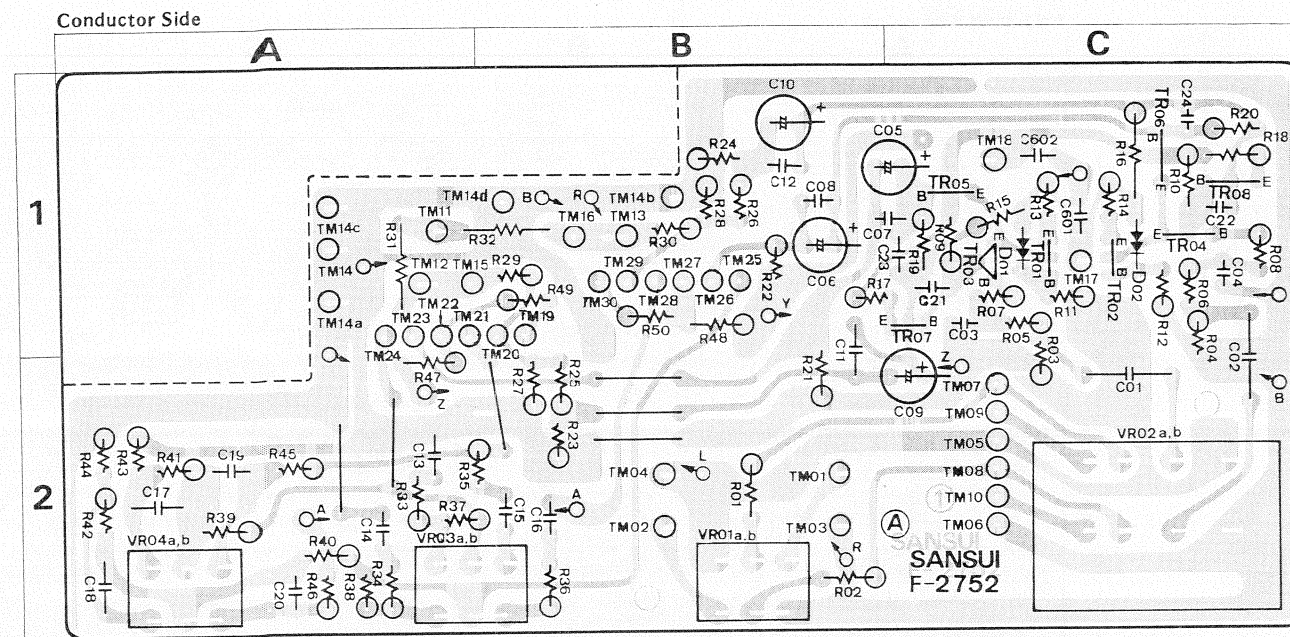 Conductor Side
A B C
1
C10
C05
TR06
C24
R20
R18
TM18
C602
R16
R10
R24
C12
C08
TR05
B E
TR08
B E
TM14d
B
R
TM14b
TM11
TM16
TM13
R28
R26
R15
R13
C601
R14
C22
TM14c
R31
R32
R30
C07
C23
R19
R09
TR03
D01
TR01
E
B
E
B
D02
E B
TR04
R08
TM14
TM12
TM15
R29
TM29
TM27
TM25
R22
C06
R17
C21
TM17
TR02
C04
R49
TM30
TM28
TM26
R07
R11
R12
R06
TM14a
TM23
TM22
TM21
TM19
R50
R48
Y
E B
TR07
C03
R05
R03
R04
C02
TM24
TM20
R47
Z
R27
R25
R21
C11
C09
Z
TM07
C01
B
2
TM09
R44
R43
R41
C19
R45
C13
R35
R23
TM05
VR02a,b
TM04
L
R01
TM01
TM08
C17
R42
R39
A
C14
R33
R37
C15
C16
A
TM02
VR01a,b
TM03
A
TM10
TM06
VR04a,b
R40
VR03a,b
R
SANSUI
F-2752
C18
C20
R46
R38
R34
R36
R02